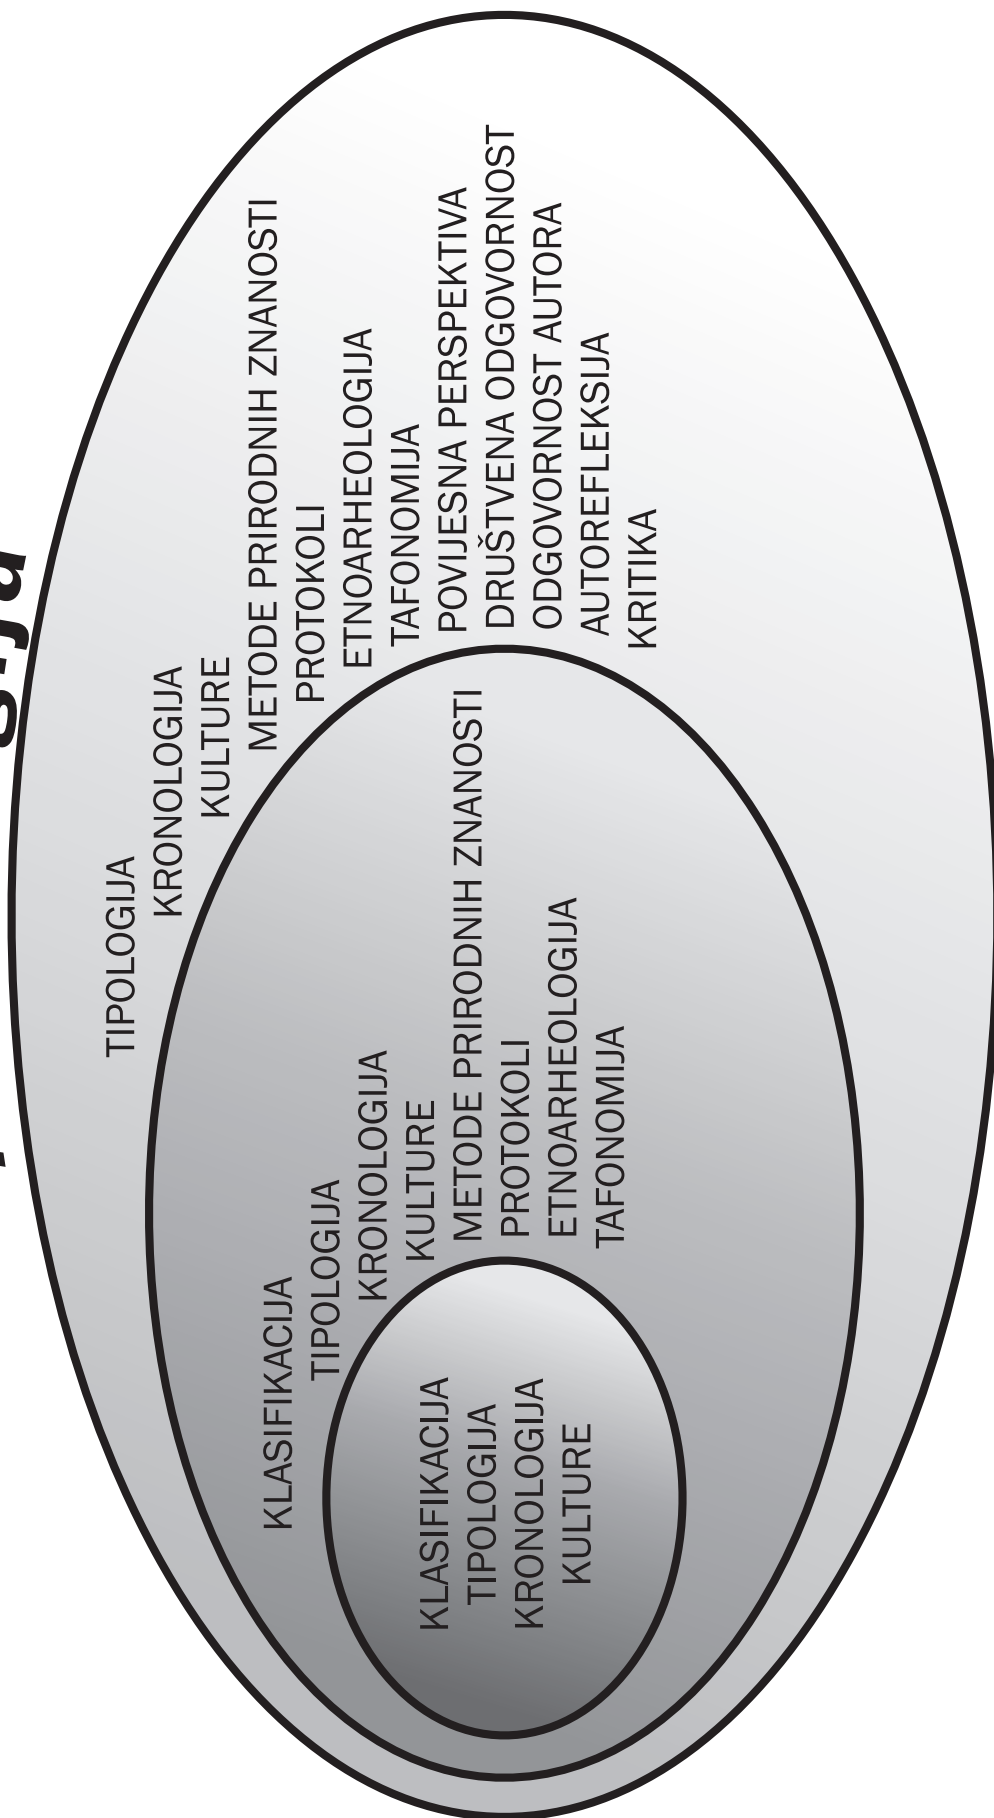 KLASIFIKACIJA
TIPOLOGIJA
KRONOLOGIJA
KULTURE
KLASIFIKACIJA
TIPOLOGIJA
KRONOLOGIJA
KULTURE
METODE PRIRODNIH ZNANOSTI
PROTOKOLI
ETNOARHEOLOGIJA
TAFONOMIJA
TIPOLOGIJA
KRONOLOGIJA
KULTURE
METODE PRIRODNIH ZNANOSTI
PROTOKOLI
ETNOARHEOLOGIJA
TAFONOMIJA
POVIJESNA PERSPEKTIVA
DRUŠTVENA ODGOVORNOST
ODGOVORNOST AUTORA
AUTOREFLEKSIJA
KRITIKA